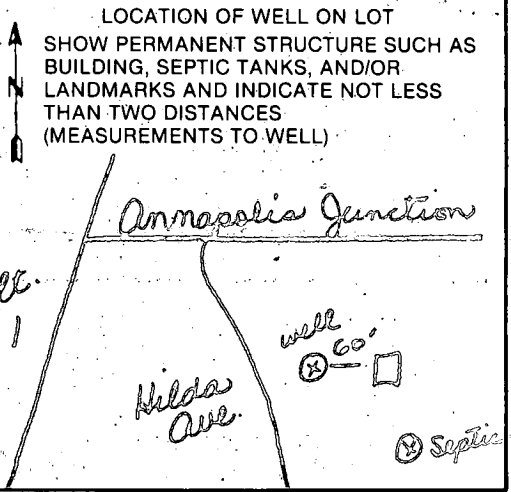 LOCATION OF WELL ON LOT
SHOW PERMANENT STRUCTURE SUCH AS
BUILDING, SEPTIC TANKS, AND/OR
N LANDMARKS AND INDICATE NOT LESS
THAN TWO DISTANCES
(MEASUREMENTS TO WELL)
Annapolis Junction
1
well
60'
Hilda
Ave.
Septic